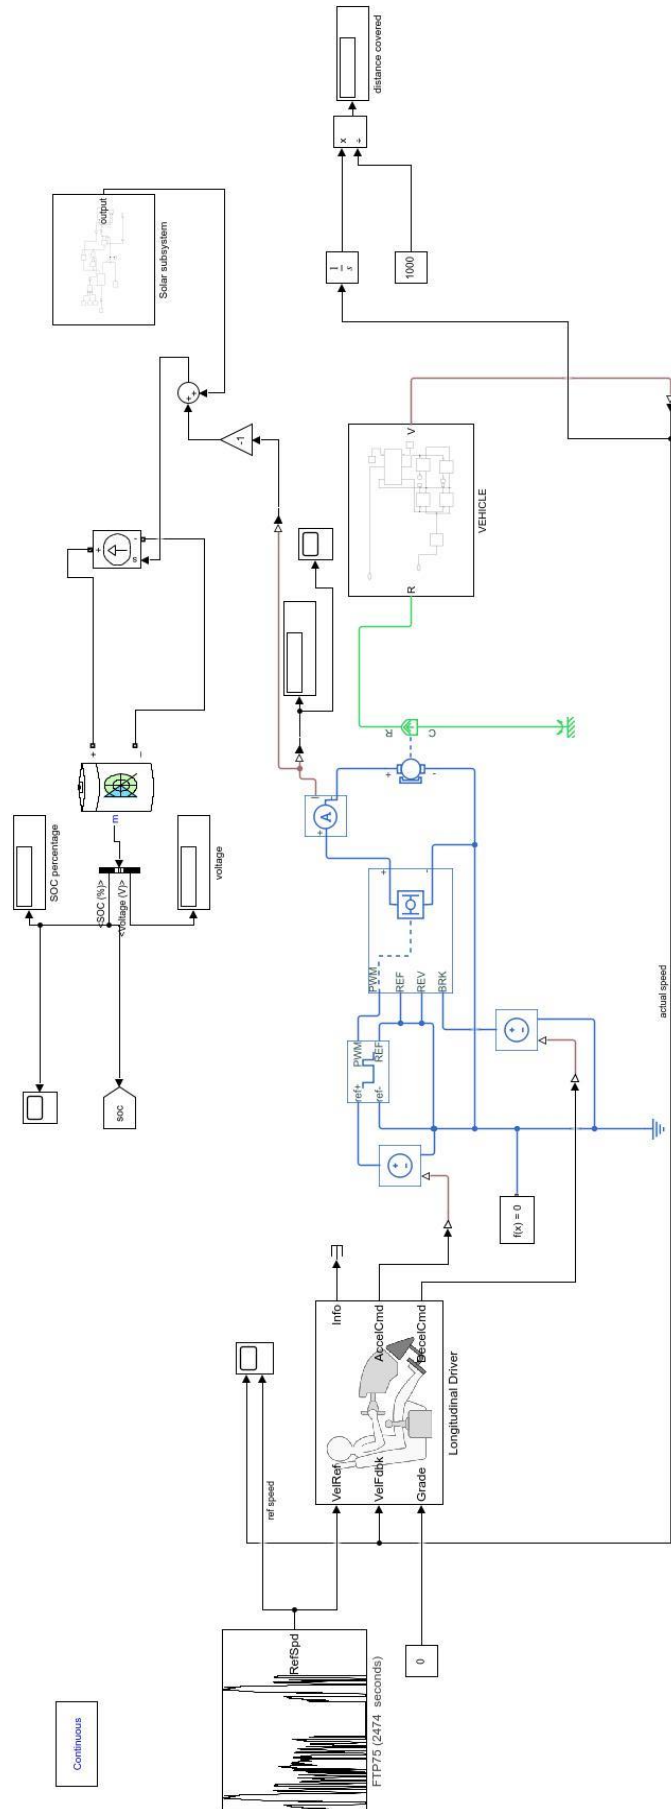 Continuous
FTP75 (2474 seconds)
RefSpd
ref speed
0
VelRef
VelFdbk
Grade
Info
AccelCmd
DecelCmd
Longitudinal Driver
f(x) = 0
ref+
ref-
PWM
REF
PWM
REF
REV
BRK
+
-
+
-
+
-
A
+
I
+
-
R
C
R
V
VEHICLE
actual speed
soc
<SOC (%)>
<Voltage (V)>
SOC percentage
voltage
m
+
-
+
-
s
-1
+
+
output
Solar subsystem
1
s
1000
×
÷
distance covered